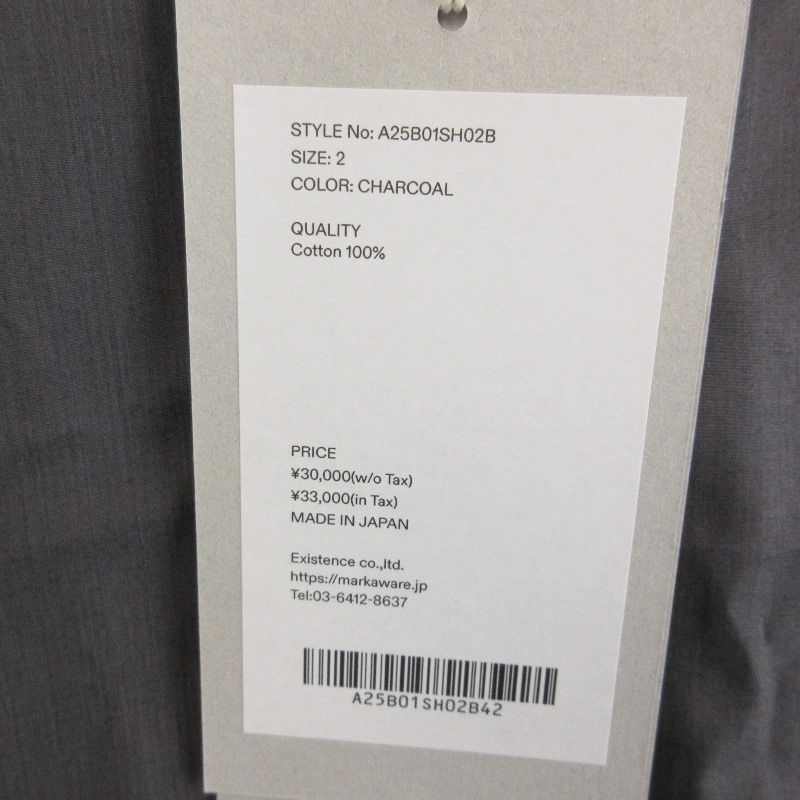 STYLE No: A25B01SH02B
SIZE: 2
COLOR: CHARCOAL
QUALITY
Cotton 100%
PRICE
¥30,000(w/o Tax)
¥33,000(in Tax)
MADE IN JAPAN
Existence co.,ltd.
https://markaware.jp
Tel:03-6412-8637
A25B01SH02B42